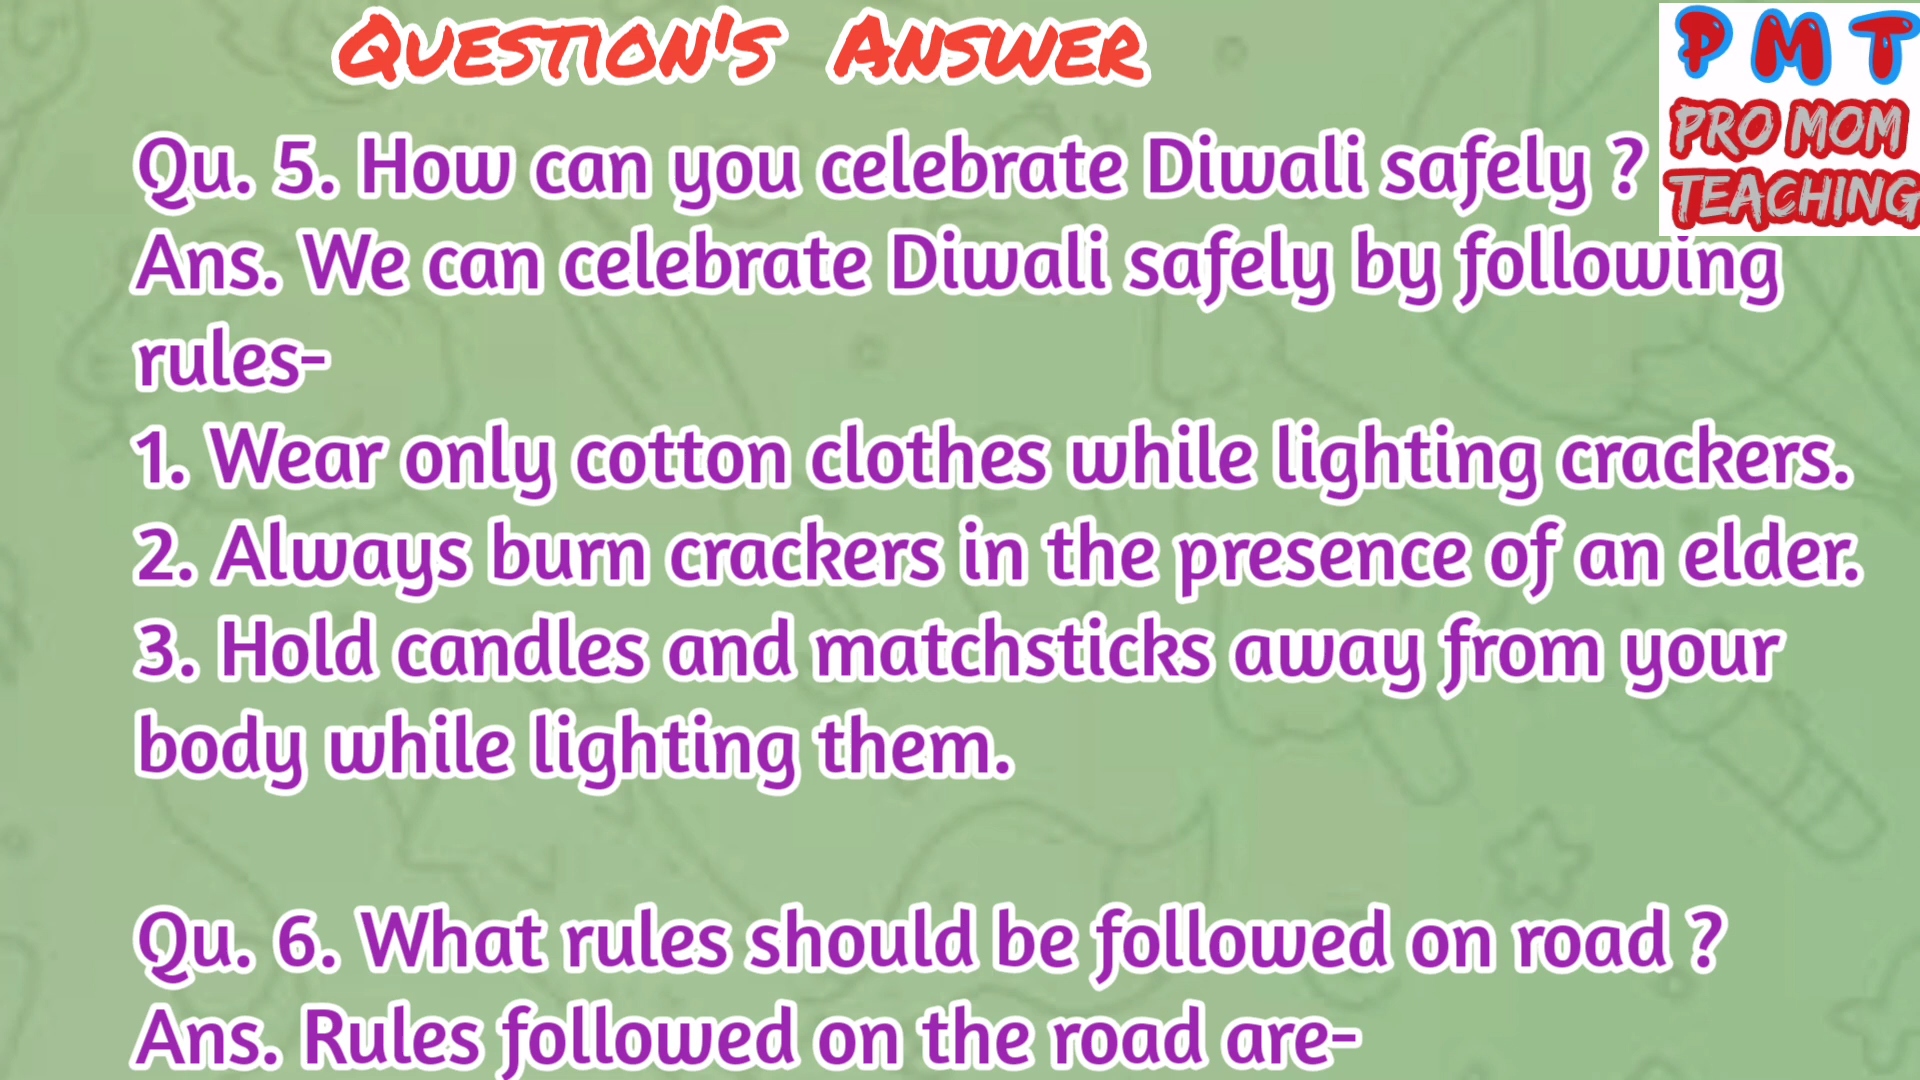 Question's Answer
P M T
PRO MOM
TEACHING
Qu. 5. How can you celebrate Diwali safely ?
Ans. We can celebrate Diwali safely by following
rules-
1. Wear only cotton clothes while lighting crackers.
2. Always burn crackers in the presence of an elder.
3. Hold candles and matchsticks away from your
body while lighting them.
Qu. 6. What rules should be followed on road ?
Ans. Rules followed on the road are-